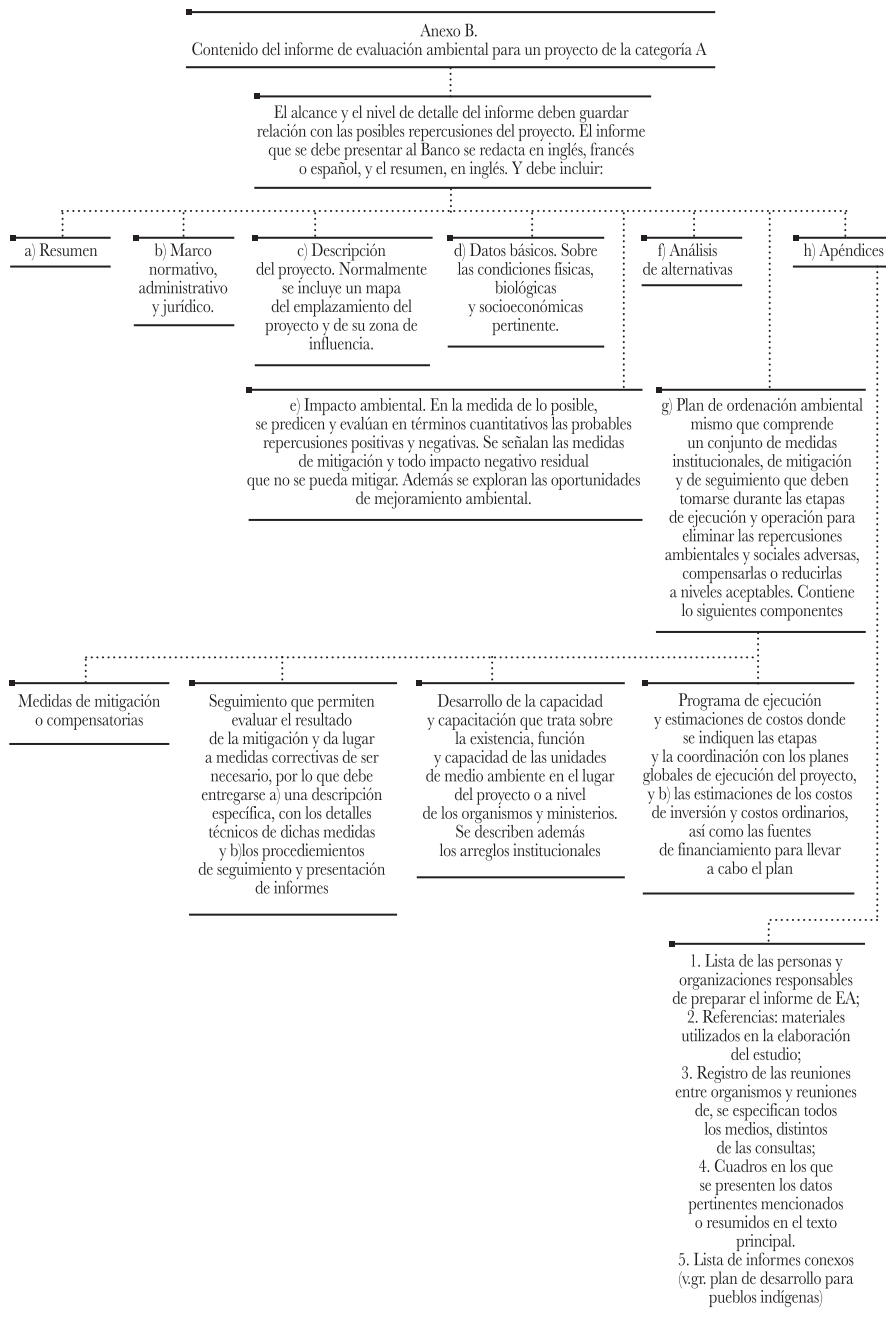 Anexo B.
Contenido del informe de evaluación ambiental para un proyecto de la categoría A
El alcance y el nivel de detalle del informe deben guardar
relación con las posibles repercusiones del proyecto. El informe
que se debe presentar al Banco se redacta en inglés, francés
o español, y el resumen, en inglés. Y debe incluir:
a) Resumen
b) Marco
normativo,
administrativo
y jurídico.
c) Descripción
del proyecto. Normalmente
se incluye un mapa
del emplazamiento del
proyecto y de su zona de
influencia.
d) Datos básicos. Sobre
las condiciones físicas,
biológicas
y socioeconómicas
pertinente.
f) Análisis
de alternativas
h) Apéndices
e) Impacto ambiental. En la medida de lo posible,
se predicen y evalúan en términos cuantitativos las probables
repercusiones positivas y negativas. Se señalan las medidas
de mitigación y todo impacto negativo residual
que no se pueda mitigar. Además se exploran las oportunidades
de mejoramiento ambiental.
g) Plan de ordenación ambiental
mismo que comprende
un conjunto de medidas
institucionales, de mitigación
y de seguimiento que deben
tomarse durante las etapas
de ejecución y operación para
eliminar las repercusiones
ambientales y sociales adversas,
compensarlas o reducirlas
a niveles aceptables. Contiene
lo siguientes componentes
Medidas de mitigación
o compensatorias
Seguimiento que permiten
evaluar el resultado
de la mitigación y da lugar
a medidas correctivas de ser
necesario, por lo que debe
entregarse a) una descripción
específica, con los detalles
técnicos de dichas medidas
y b)los procediemientos
de seguimiento y presentación
de informes
Desarrollo de la capacidad
y capacitación que trata sobre
la existencia, función
y capacidad de las unidades
de medio ambiente en el lugar
del proyecto o a nivel
de los organismos y ministerios.
Se describen además
los arreglos institucionales
Programa de ejecución
y estimaciones de costos donde
se indiquen las etapas
y la coordinación con los planes
globales de ejecución del proyecto,
y b) las estimaciones de los costos
de inversión y costos ordinarios,
así como las fuentes
de financiamiento para llevar
a cabo el plan
1. Lista de las personas y
organizaciones responsables
de preparar el informe de EA;
2. Referencias: materiales
utilizados en la elaboración
del estudio;
3. Registro de las reuniones
entre organismos y reuniones
de, se especifican todos
los medios, distintos
de las consultas;
4. Cuadros en los que
se presenten los datos
pertinentes mencionados
o resumidos en el texto
principal.
5. Lista de informes conexos
(v.gr. plan de desarrollo para
pueblos indígenas)